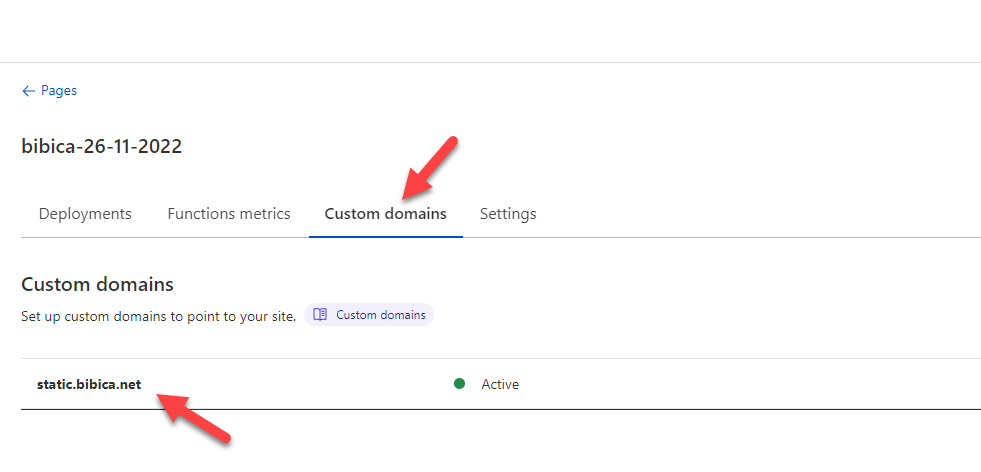 Pages
bibica-26-11-2022
Deployments Functions metrics Custom domains Settings
Custom domains
Set up custom domains to point to your site. Custom domains
static.bibica.net Active